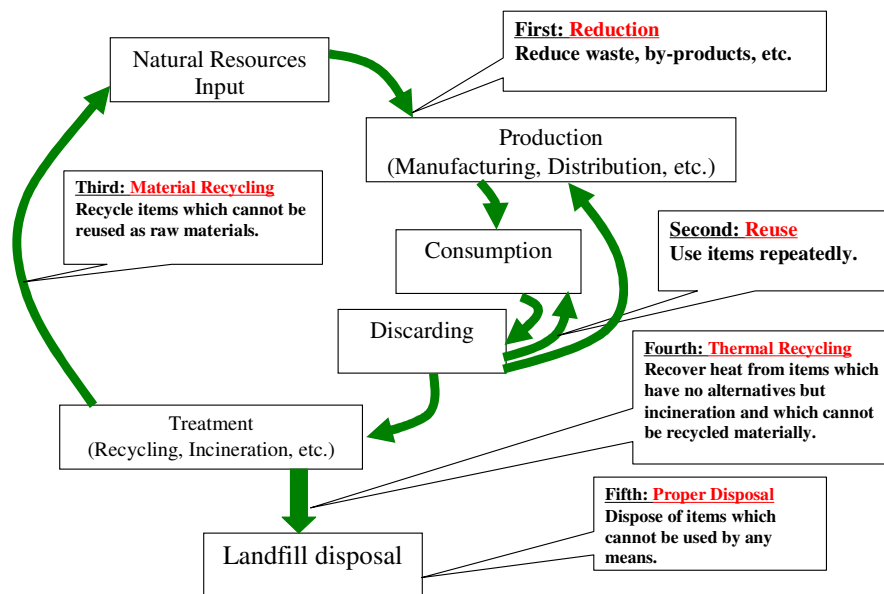 First: Reduction
Reduce waste, by-products, etc.
Natural Resources
Input
Production
(Manufacturing, Distribution, etc.)
Third: Material Recycling
Recycle items which cannot be
reused as raw materials.
Second: Reuse
Use items repeatedly.
Consumption
Discarding
Fourth: Thermal Recycling
Recover heat from items which
have no alternatives but
incineration and which cannot
be recycled materially.
Treatment
(Recycling, Incineration, etc.)
Fifth: Proper Disposal
Dispose of items which
cannot be used by any
means.
Landfill disposal